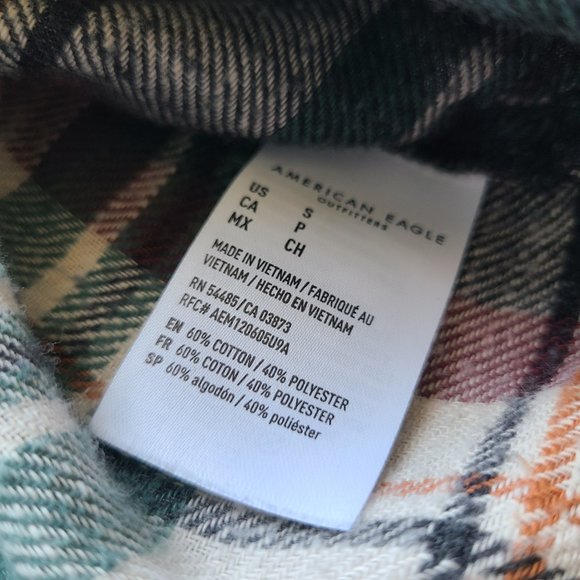 AMERICAN EAGLE
OUTFITTERS
US S
CA P
MX CH
MADE IN VIETNAM / FABRIQUÉ AU
VIETNAM / HECHO EN VIETNAM
RN 54485/CA 03873
RFC# AEM120605U9A
EN 60% COTTON / 40% POLYESTER
FR 60% COTON / 40% POLYESTER
SP 60% algodón / 40% poliéster